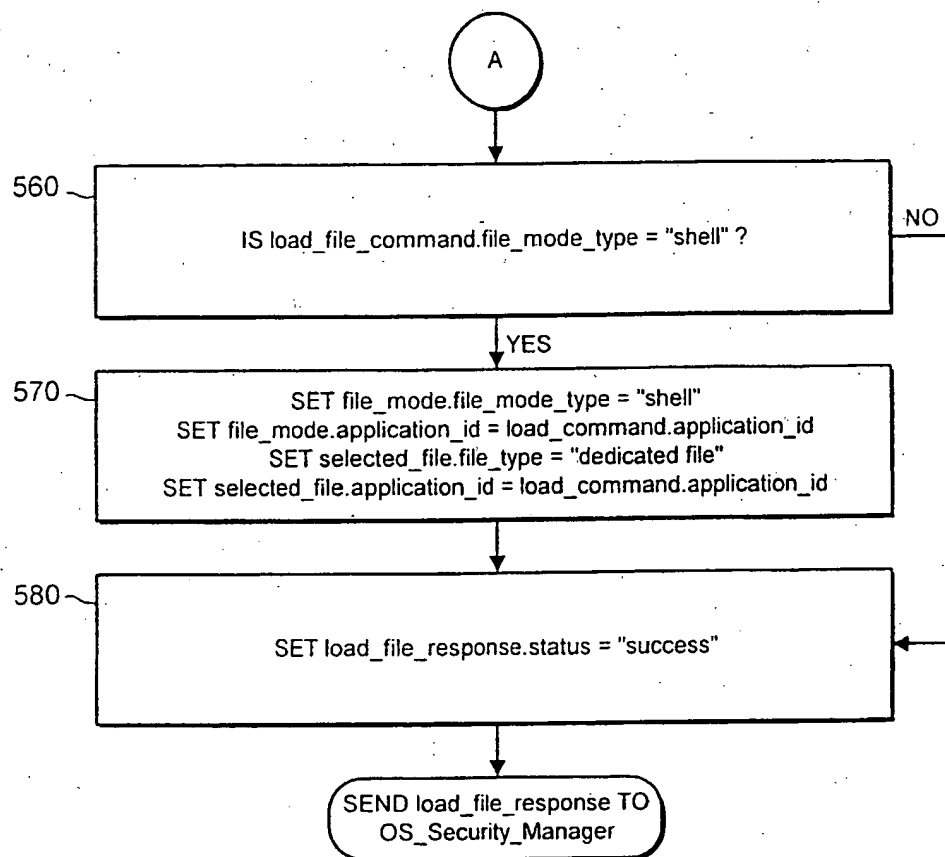 A
560
IS load_file_command.file_mode_type = "shell" ?
NO
YES
570
SET file_mode.file_mode_type = "shell"
SET file_mode.application_id = load_command.application_id
SET selected_file.file_type = "dedicated file"
SET selected_file.application_id = load_command.application_id
580
SET load_file_response.status = "success"
SEND load_file_response TO
OS_Security_Manager